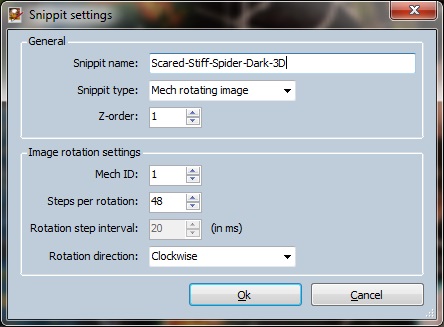 Snippit settings
General
Snippit name: Scared-Stiff-Spider-Dark-3D
Snippit type: Mech rotating image
Z-order: 1
Image rotation settings
Mech ID: 1
Steps per rotation: 48
Rotation step interval: 20 (in ms)
Rotation direction: Clockwise
Ok Cancel